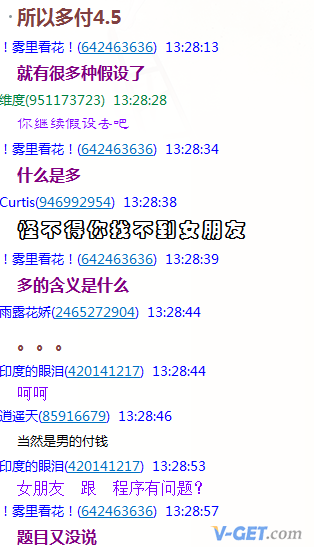 · 所以多付4.5
！雾里看花！(642463636) 13:28:13
就有很多种假设了
维度(951173723) 13:28:28
你继续假设去吧
！雾里看花！(642463636) 13:28:34
什么是多
Curtis(946992954) 13:28:38
怪不得你找不到女朋友
！雾里看花！(642463636) 13:28:39
多的含义是什么
雨露花娇(2465272904) 13:28:44
。。。
印度的眼泪(420141217) 13:28:44
呵呵
逍遥天(85916679) 13:28:46
当然是男的付钱
印度的眼泪(420141217) 13:28:53
女朋友 跟 程序有问题？
！雾里看花！(642463636) 13:28:57
题目又没说
V-GET.com